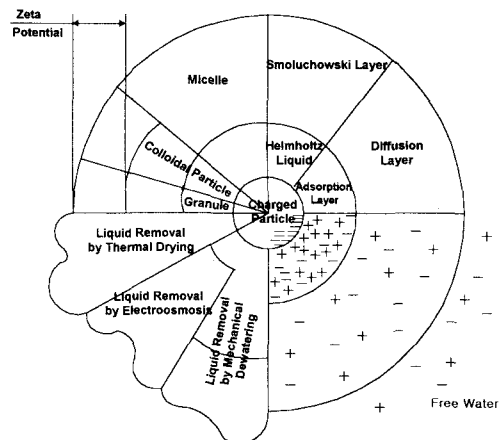 Zeta
Potential
Micelle
Smoluchowski Layer
Helmholtz
Liquid
Diffusion
Layer
Adsorption
Layer
Colloidal Particle
Granule
Charged
Particle
Liquid Removal
by Thermal Drying
Liquid Removal
by Electroosmosis
Liquid Removal
by Mechanical
Dewatering
Free Water